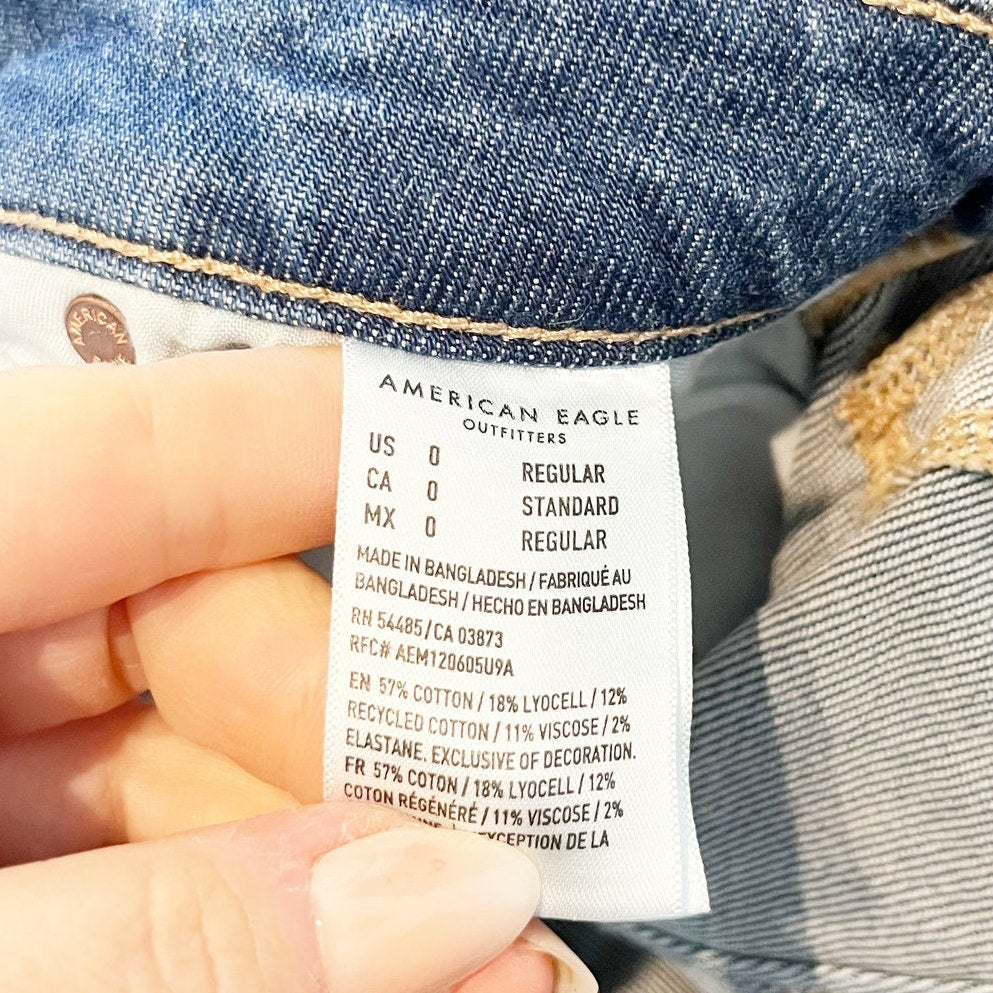 AMERICAN
AMERICAN EAGLE
OUTFITTERS
US 0 REGULAR
CA 0 STANDARD
MX 0 REGULAR
MADE IN BANGLADESH / FABRIQUÉ AU
BANGLADESH / HECHO EN BANGLADESH
RN 54485/CA 03873
RFC# AEM120605U9A
EN 57% COTTON / 18% LYOCELL / 12%
RECYCLED COTTON / 11% VISCOSE / 2%
ELASTANE. EXCLUSIVE OF DECORATION.
FR 57% COTON / 18% LYOCELL / 12%
COTON RÉGÉNÉRÉ / 11% VISCOSE / 2%
DE LA